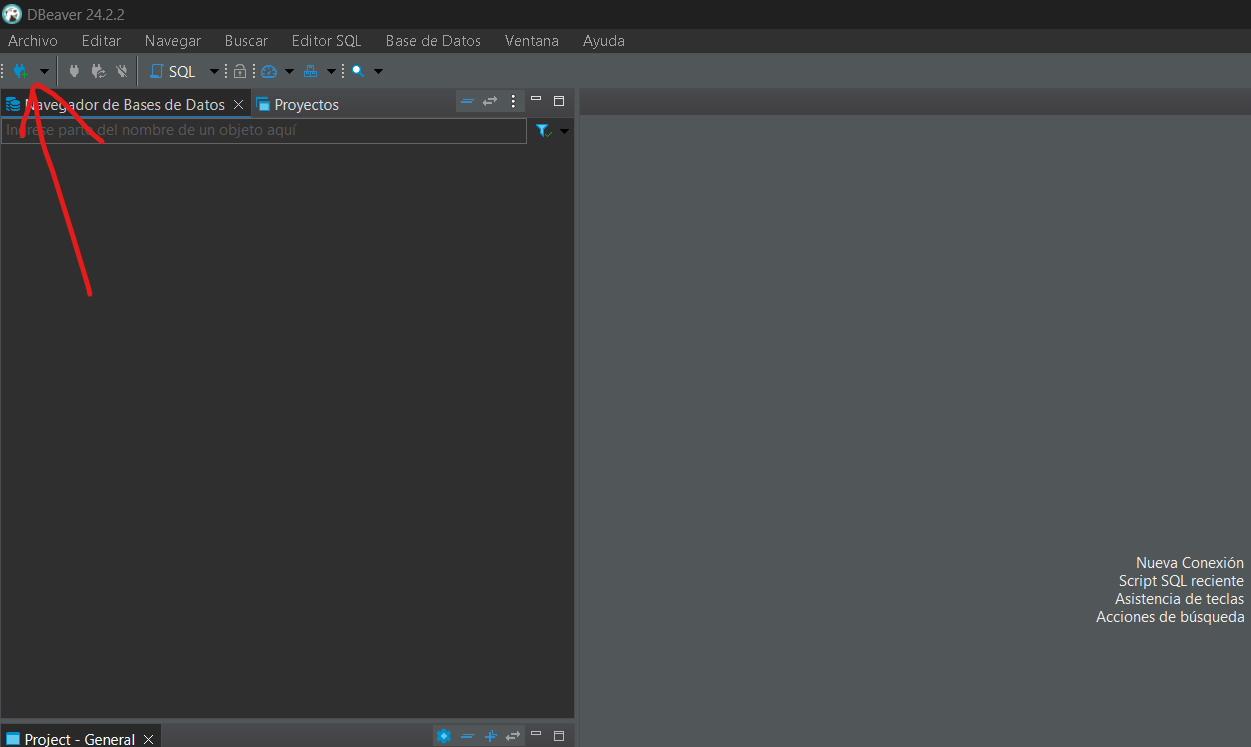 DBeaver 24.2.2
Archivo Editar Navegar Buscar Editor SQL Base de Datos Ventana Ayuda
SQL
Navegador de Bases de Datos Proyectos
Ingrese parte del nombre de un objeto aquí
Nueva Conexión
Script SQL reciente
Asistencia de teclas
Acciones de búsqueda
Project - General